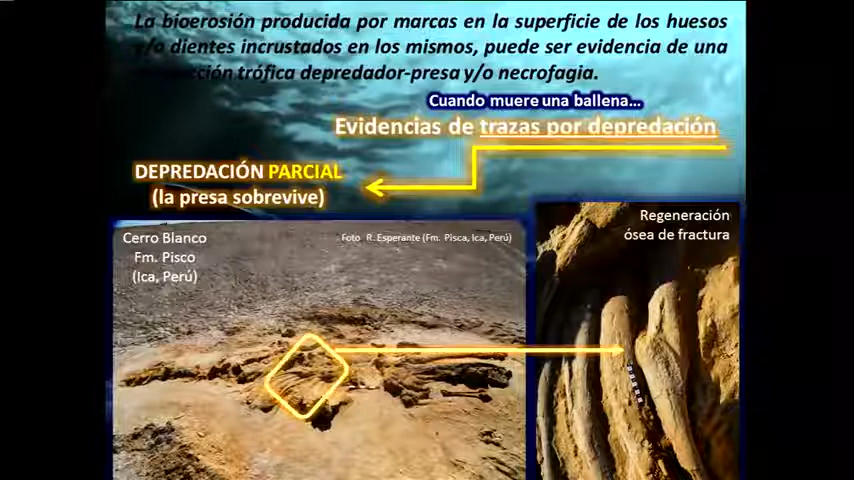 La bioerosión producida por marcas en la superficie de los huesos
y/o dientes incrustados en los mismos, puede ser evidencia de una
trófica depredador-presa y/o necrofagia.
Cuando muere una ballena...
Evidencias de trazas por depredación
DEPREDACIÓN PARCIAL
(la presa sobrevive)
Cerro Blanco
Fm. Pisco
(Ica, Perú)
Foto R. Esperante (Fm. Pisca, Ica, Perú)
Regeneración
ósea de fractura